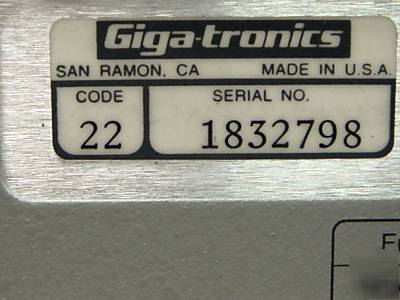 Giga-tronics
SAN RAMON, CA MADE IN U.S.A.
CODE SERIAL NO.
22 1832798